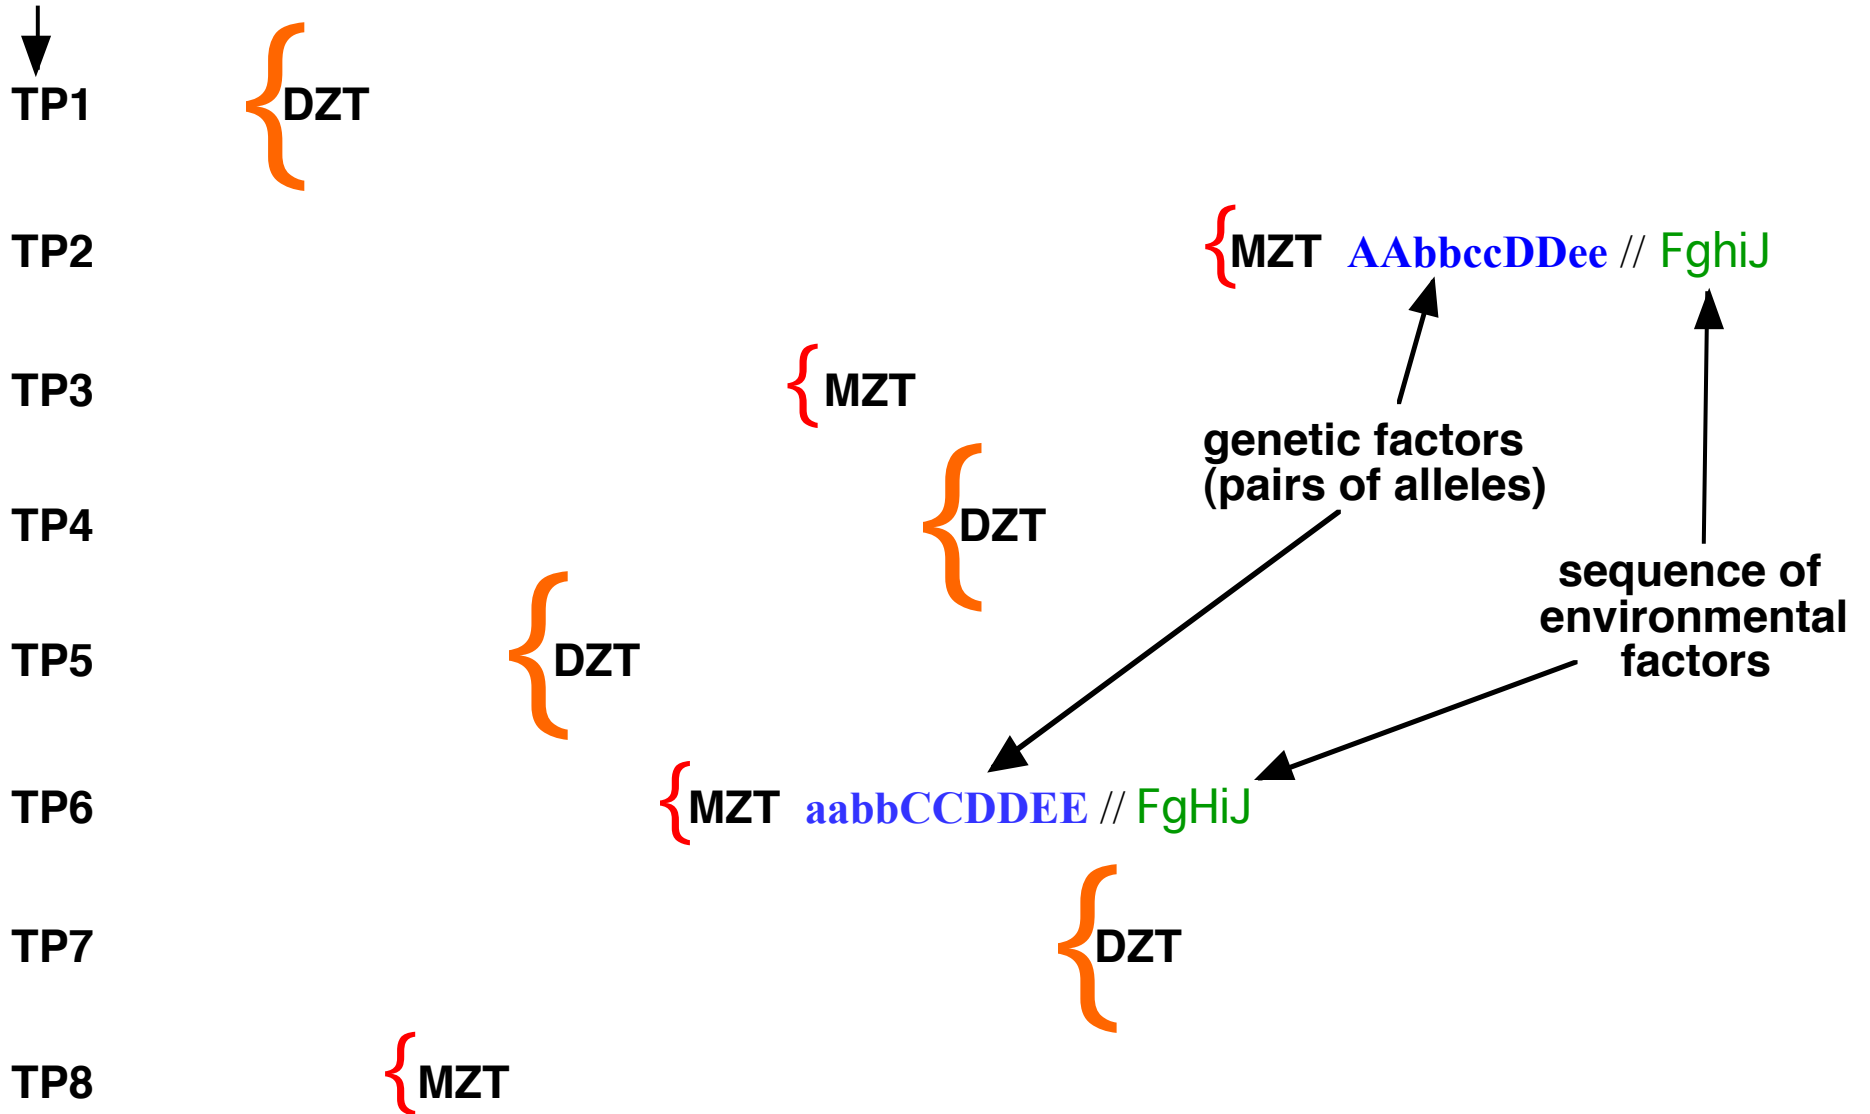 TP1 DZT
TP2 MZT AAbbccDDee // FghiJ
TP3 MZT
genetic factors
(pairs of alleles)
TP4 DZT
sequence of
environmental
factors
TP5 DZT
TP6 MZT aabbCCDDEE // FgHiJ
TP7 DZT
TP8 MZT